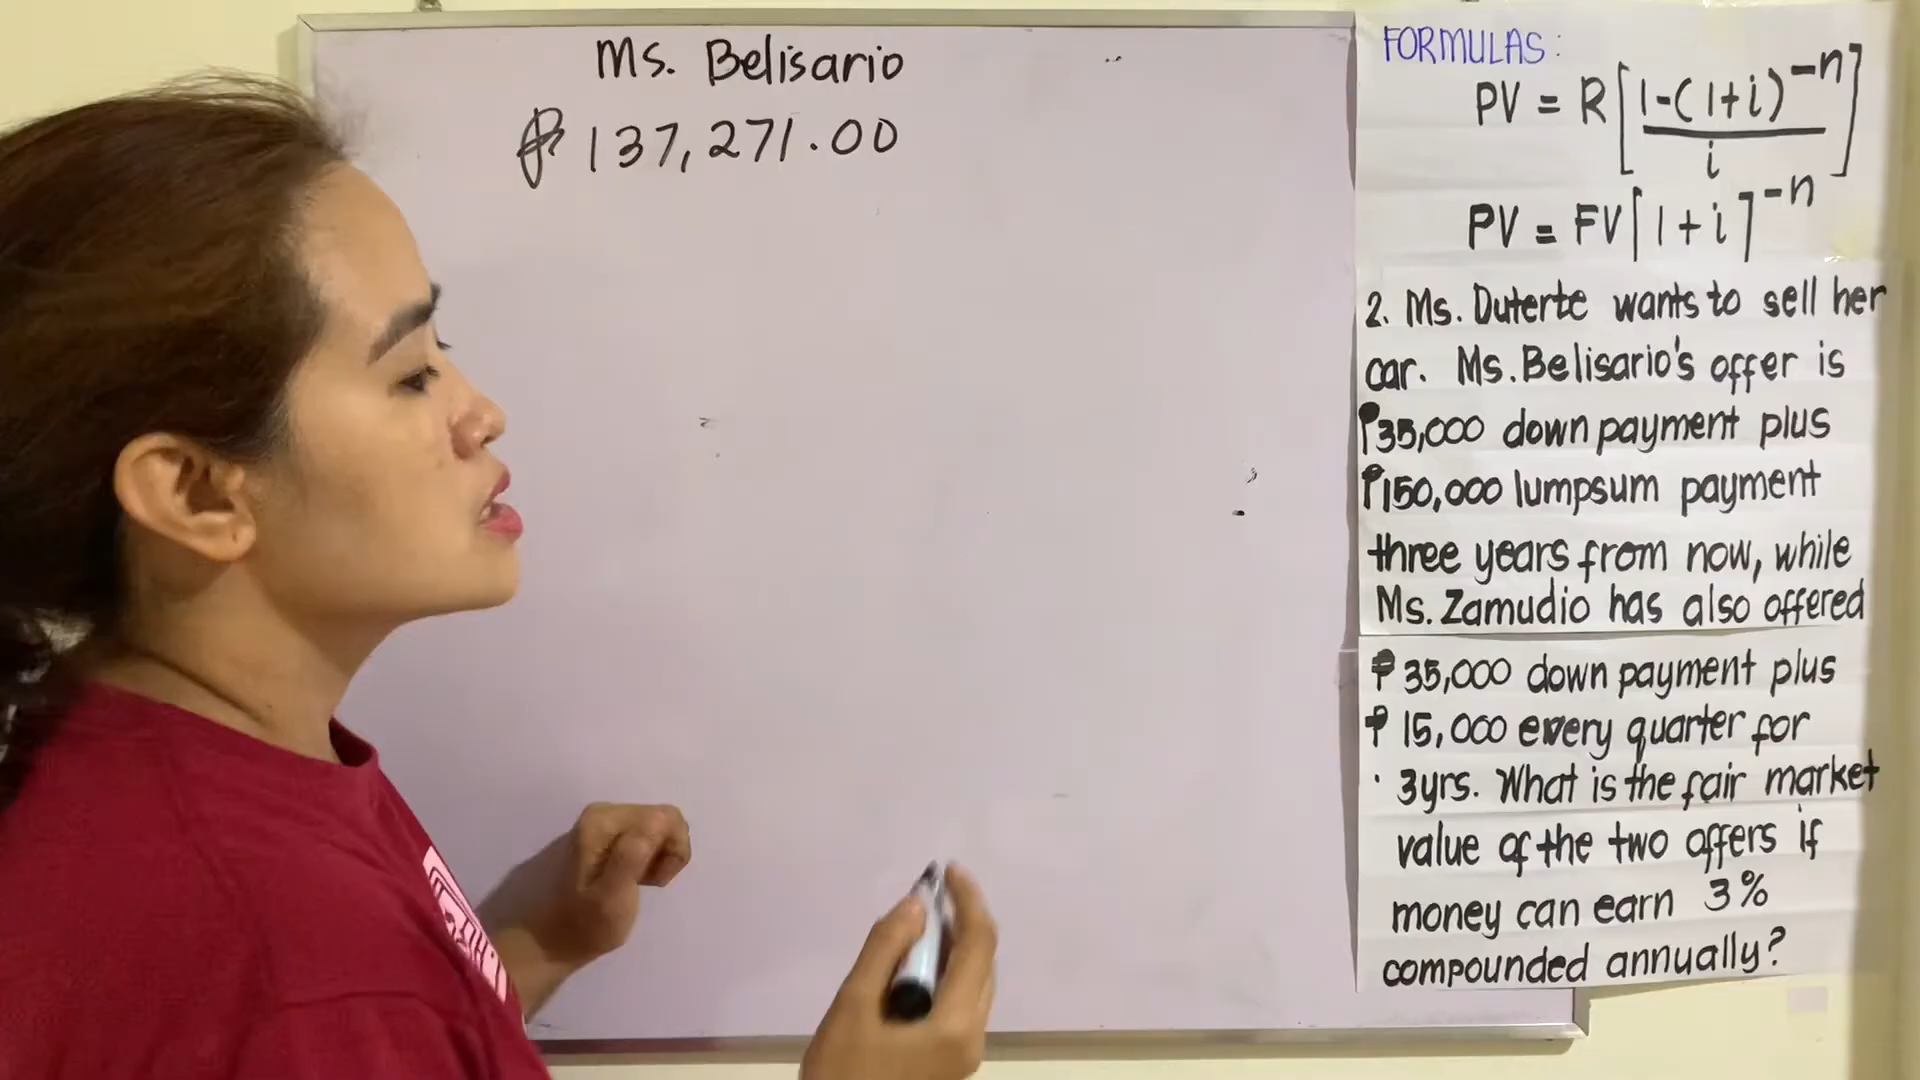 Ms. Belisario
₱137,271.00
FORMULAS:
PV = R[1-(1+i)^-n / i]
PV = FV[1+i]^-n
2. Ms. Duterte wants to sell her
car. Ms. Belisario's offer is
₱35,000 down payment plus
₱150,000 lumpsum payment
three years from now, while
Ms. Zamudio has also offered
₱35,000 down payment plus
₱15,000 every quarter for
3yrs. What is the fair market
value of the two offers if
money can earn 3%
compounded annually?